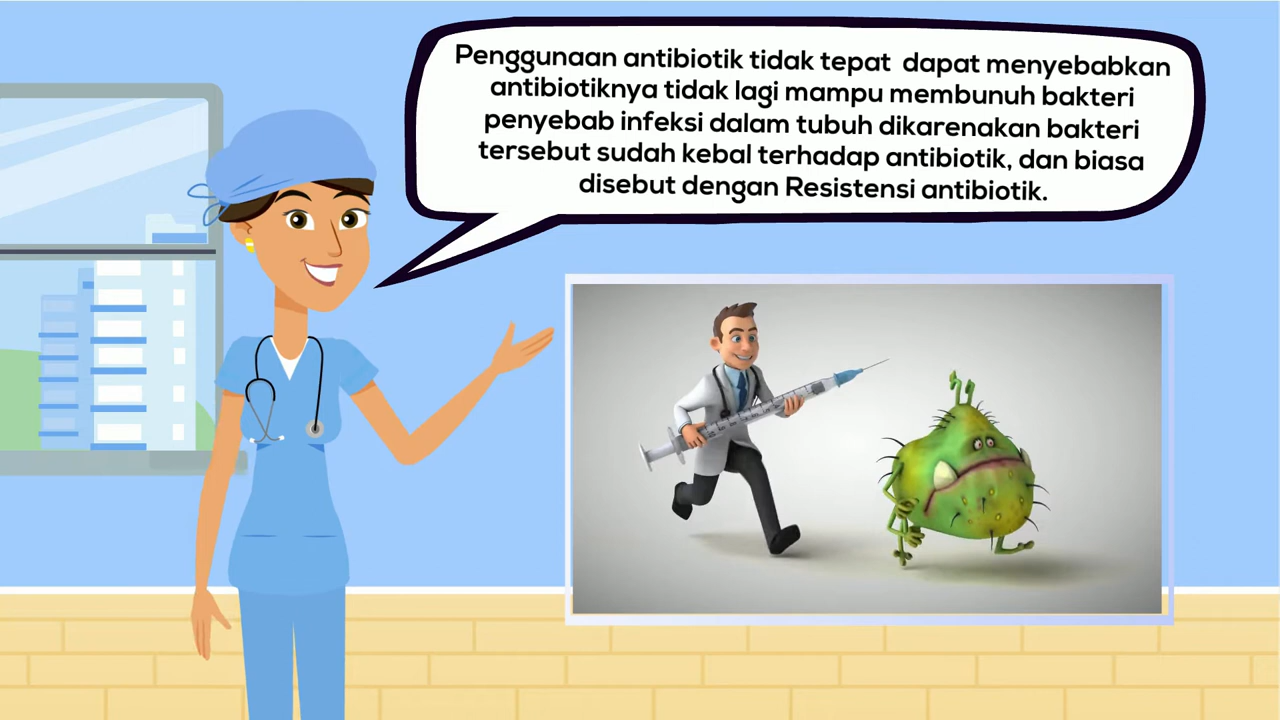 Penggunaan antibiotik tidak tepat dapat menyebabkan
antibiotiknya tidak lagi mampu membunuh bakteri
penyebab infeksi dalam tubuh dikarenakan bakteri
tersebut sudah kebal terhadap antibiotik, dan biasa
disebut dengan Resistensi antibiotik.